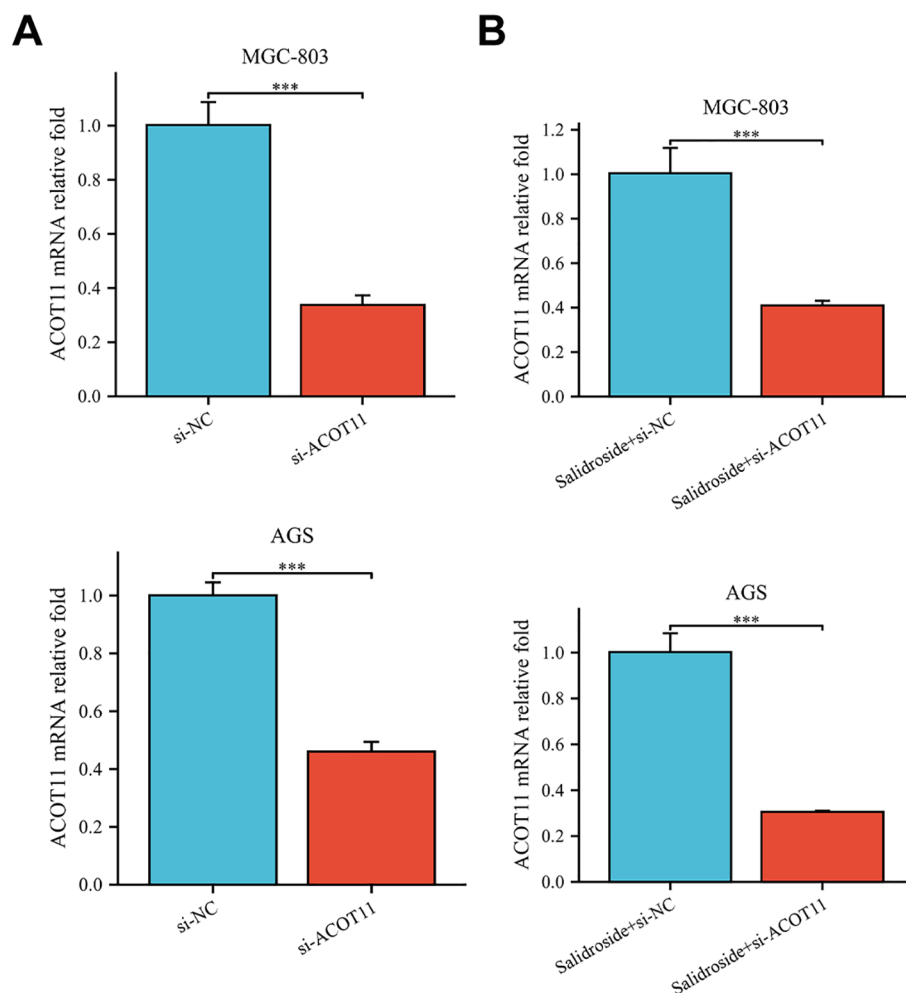 A
MGC-803
***
ACOT11 mRNA relative fold
1.0
0.8
0.6
0.4
0.2
0.0
si-NC
si-ACOT11
B
MGC-803
***
ACOT11 mRNA relative fold
1.2
1.0
0.8
0.6
0.4
0.2
0.0
Salidroside+si-NC
Salidroside+si-ACOT11
AGS
***
ACOT11 mRNA relative fold
1.0
0.8
0.6
0.4
0.2
0.0
si-NC
si-ACOT11
AGS
***
ACOT11 mRNA relative fold
1.0
0.8
0.6
0.4
0.2
0.0
Salidroside+si-NC
Salidroside+si-ACOT11